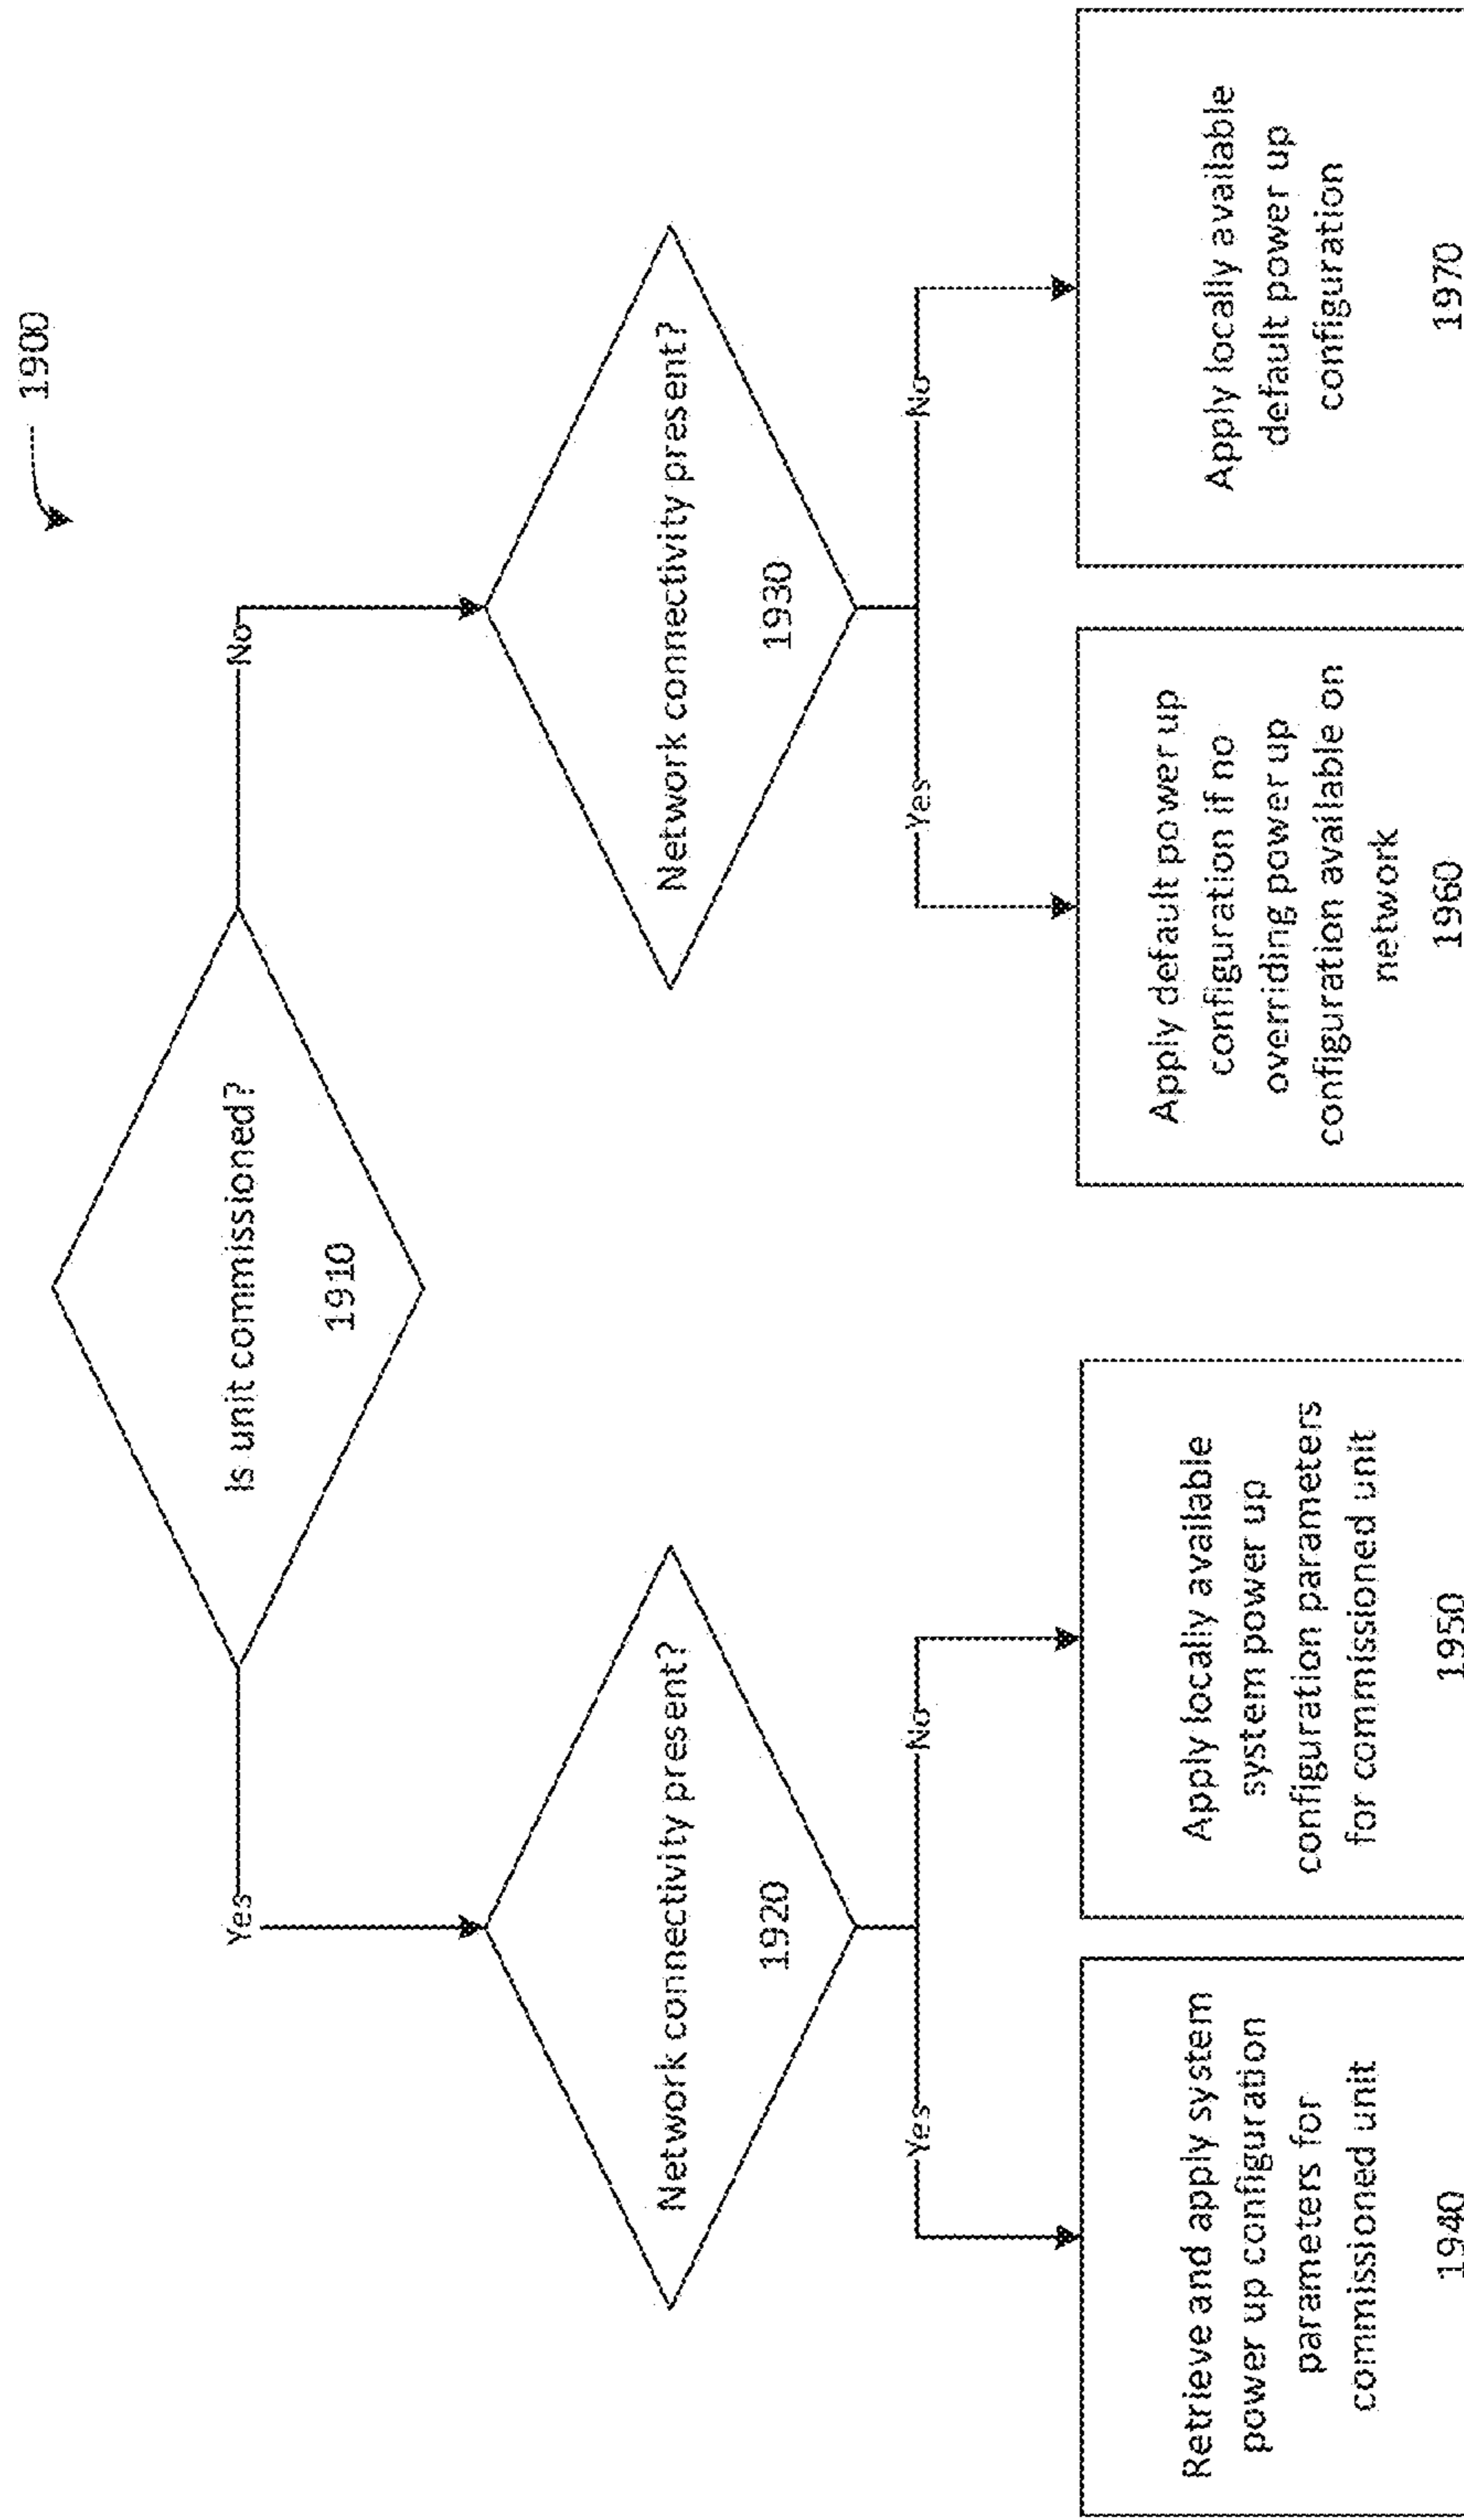 1900
Is unit commissioned?
1910
Yes
No
Network connectivity present?
1920
Network connectivity present?
1930
Yes
No
Yes
No
Retrieve and apply system
power up configuration
parameters for
commissioned unit
1940
Apply locally available
system power up
configuration parameters
for commissioned unit
1950
Apply default power up
configuration if no
overriding power up
configuration available on
network
1960
Apply locally available
default power up
configuration
1970